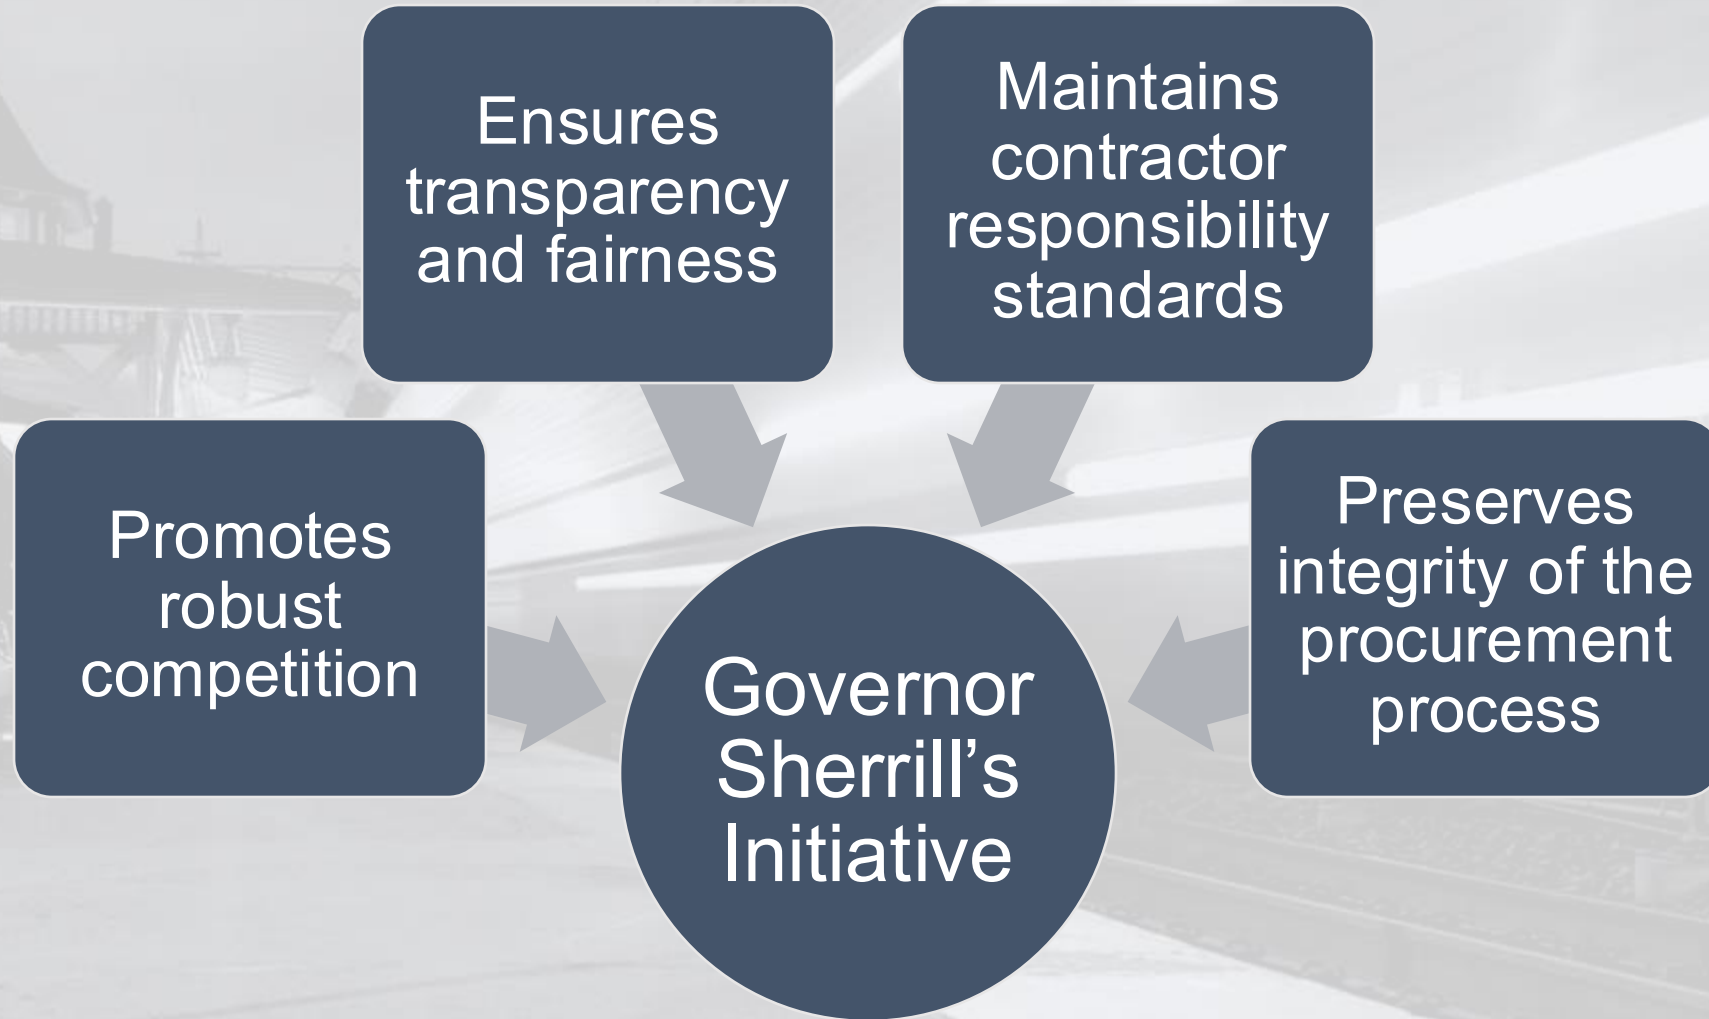 Ensures
transparency
and fairness
Maintains
contractor
responsibility
standards
Promotes
robust
competition
Preserves
integrity of the
procurement
process
Governor
Sherrill’s
Initiative